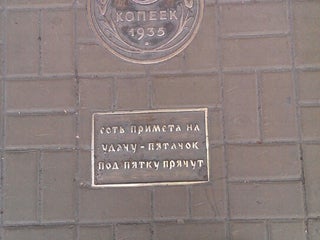 КОПЕЕК
1935
есть примета на
удачу - пятачок
под пятку прячут